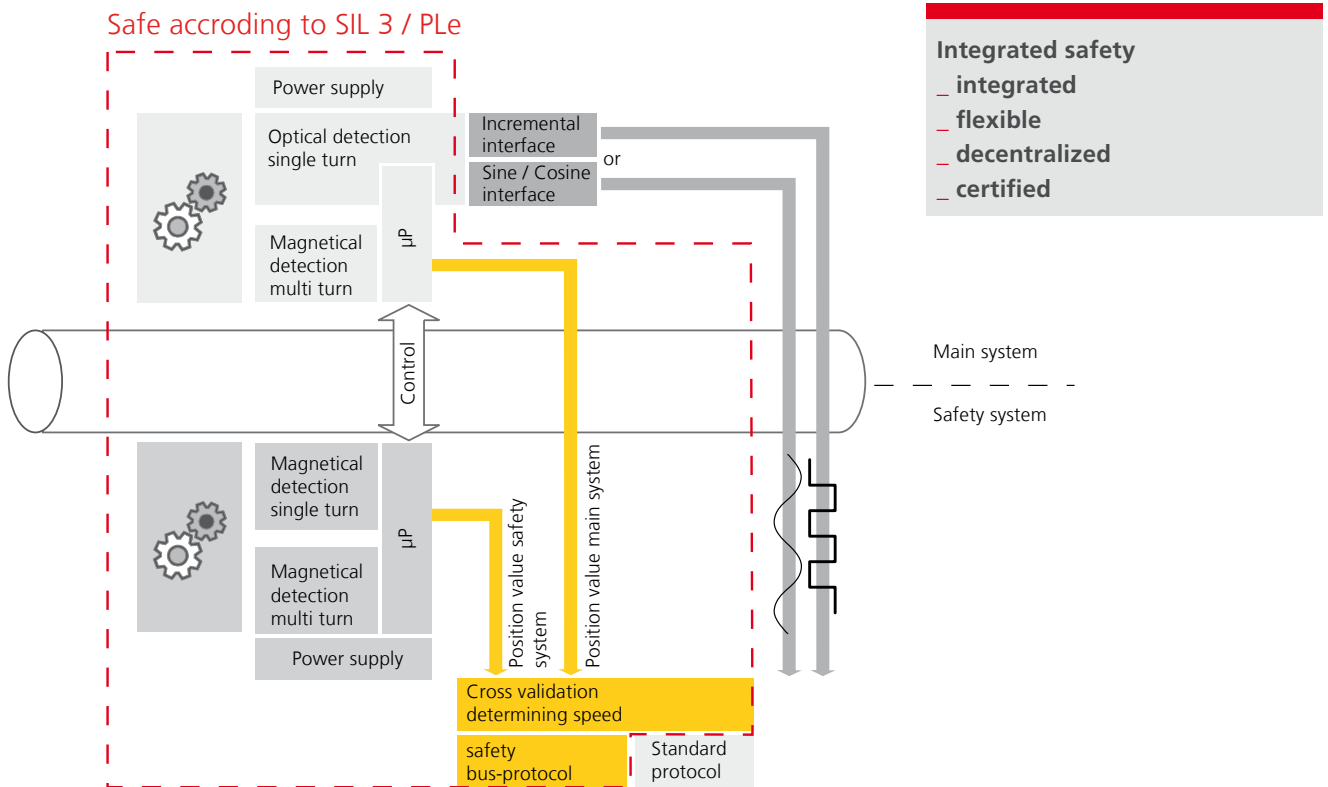 Safe accroding to SIL 3 / PLe
Power supply
Optical detection
single turn
Incremental
interface
or
Sine / Cosine
interface
Magnetical
detection
multi turn
µP
Control
Magnetical
detection
single turn
Magnetical
detection
multi turn
µP
Power supply
Position value safety
system
Position value main system
Cross validation
determining speed
safety
bus-protocol
Standard
protocol
Integrated safety
_ integrated
_ flexible
_ decentralized
_ certified
Main system
Safety system